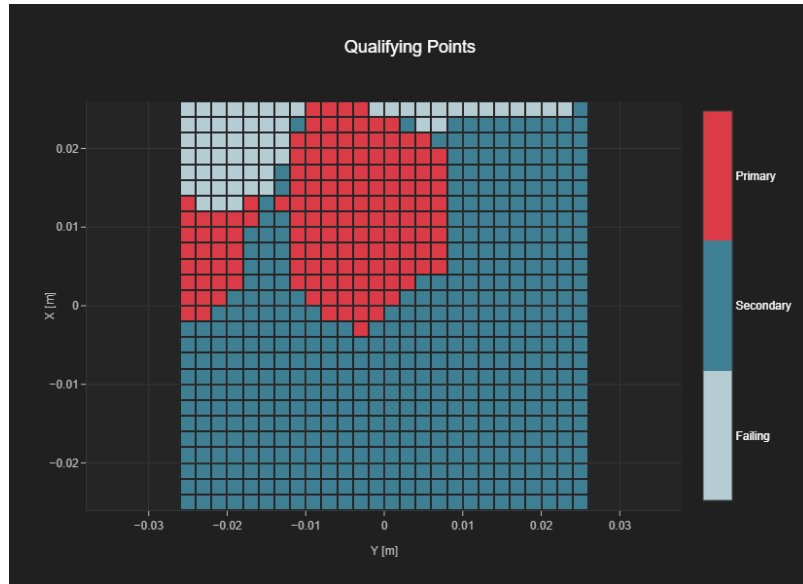 Qualifying Points
Primary
0.02
0.01
Secondary
X [m]
0
−0.01
Failing
−0.02
−0.03
−0.02
−0.01
0
0.01
0.02
0.03
Y [m]